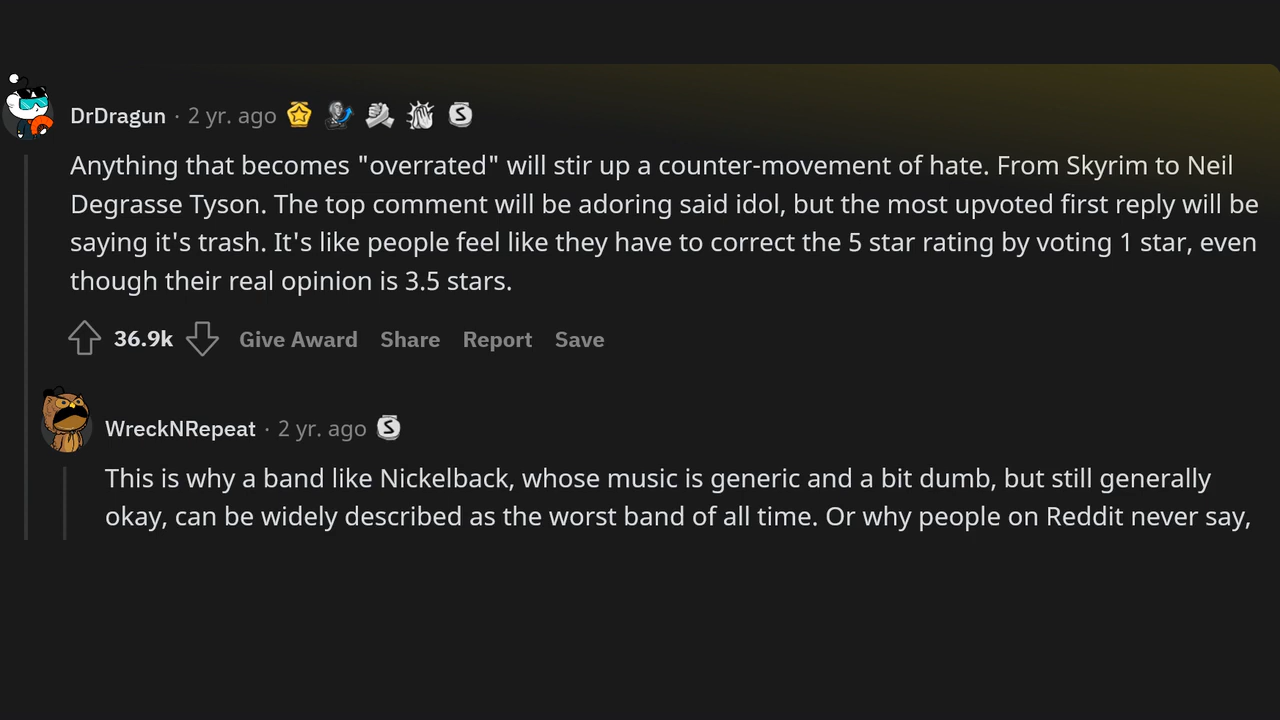 DrDragun · 2 yr. ago
Anything that becomes "overrated" will stir up a counter-movement of hate. From Skyrim to Neil
Degrasse Tyson. The top comment will be adoring said idol, but the most upvoted first reply will be
saying it's trash. It's like people feel like they have to correct the 5 star rating by voting 1 star, even
though their real opinion is 3.5 stars.
36.9k Give Award Share Report Save
WreckNRepeat · 2 yr. ago
This is why a band like Nickelback, whose music is generic and a bit dumb, but still generally
okay, can be widely described as the worst band of all time. Or why people on Reddit never say,